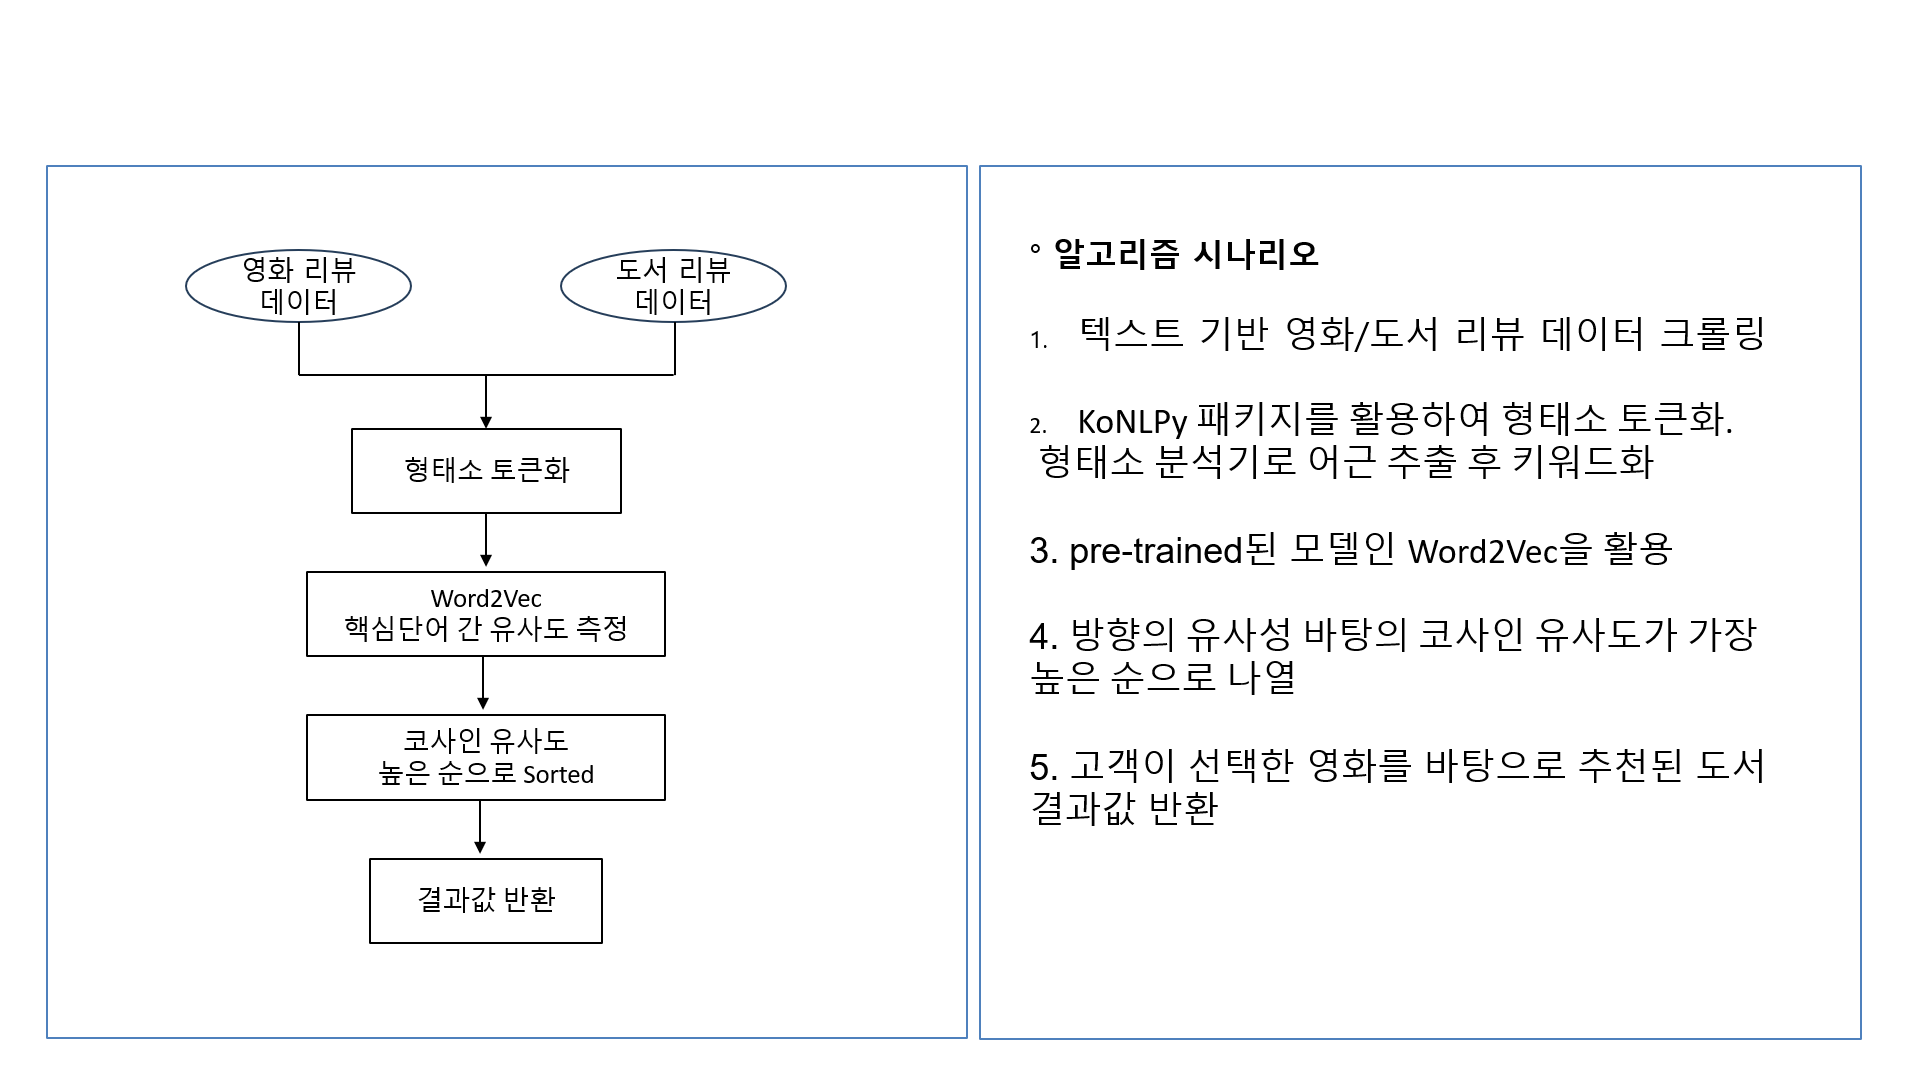 영화 리뷰
데이터
도서 리뷰
데이터
형태소 토큰화
Word2Vec
핵심단어 간 유사도 측정
코사인 유사도
높은 순으로 Sorted
결과값 반환
° 알고리즘 시나리오
1. 텍스트 기반 영화/도서 리뷰 데이터 크롤링
2. KoNLPy 패키지를 활용하여 형태소 토큰화.
형태소 분석기로 어근 추출 후 키워드화
3. pre-trained된 모델인 Word2Vec을 활용
4. 방향의 유사성 바탕의 코사인 유사도가 가장
높은 순으로 나열
5. 고객이 선택한 영화를 바탕으로 추천된 도서
결과값 반환